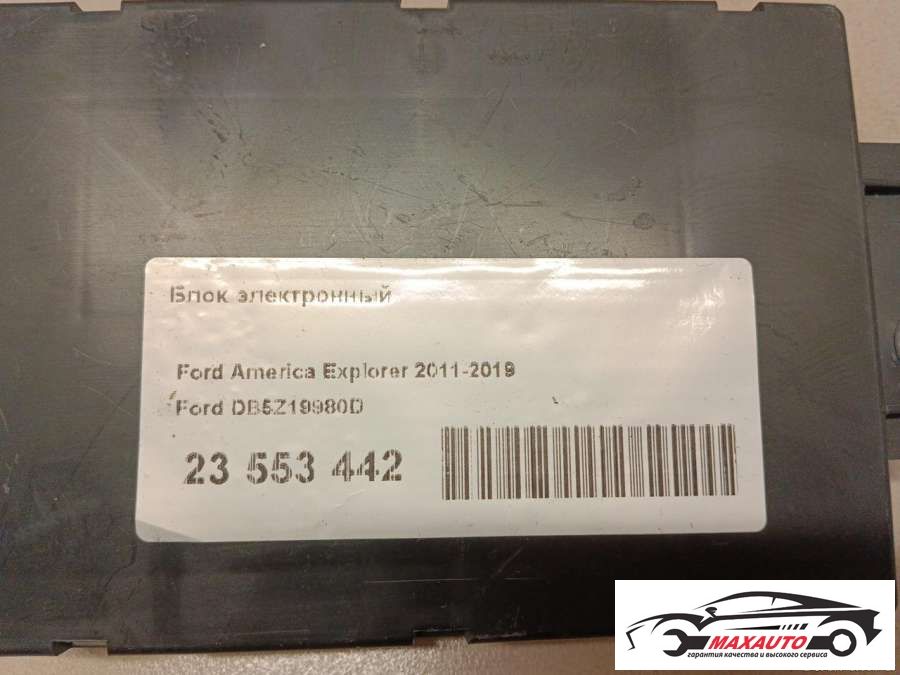 Блок электронный
Ford America Explorer 2011-2019
Ford DB5Z19980D
23 553 442
MAXAUTO
гарантия качества и высокого сервиса